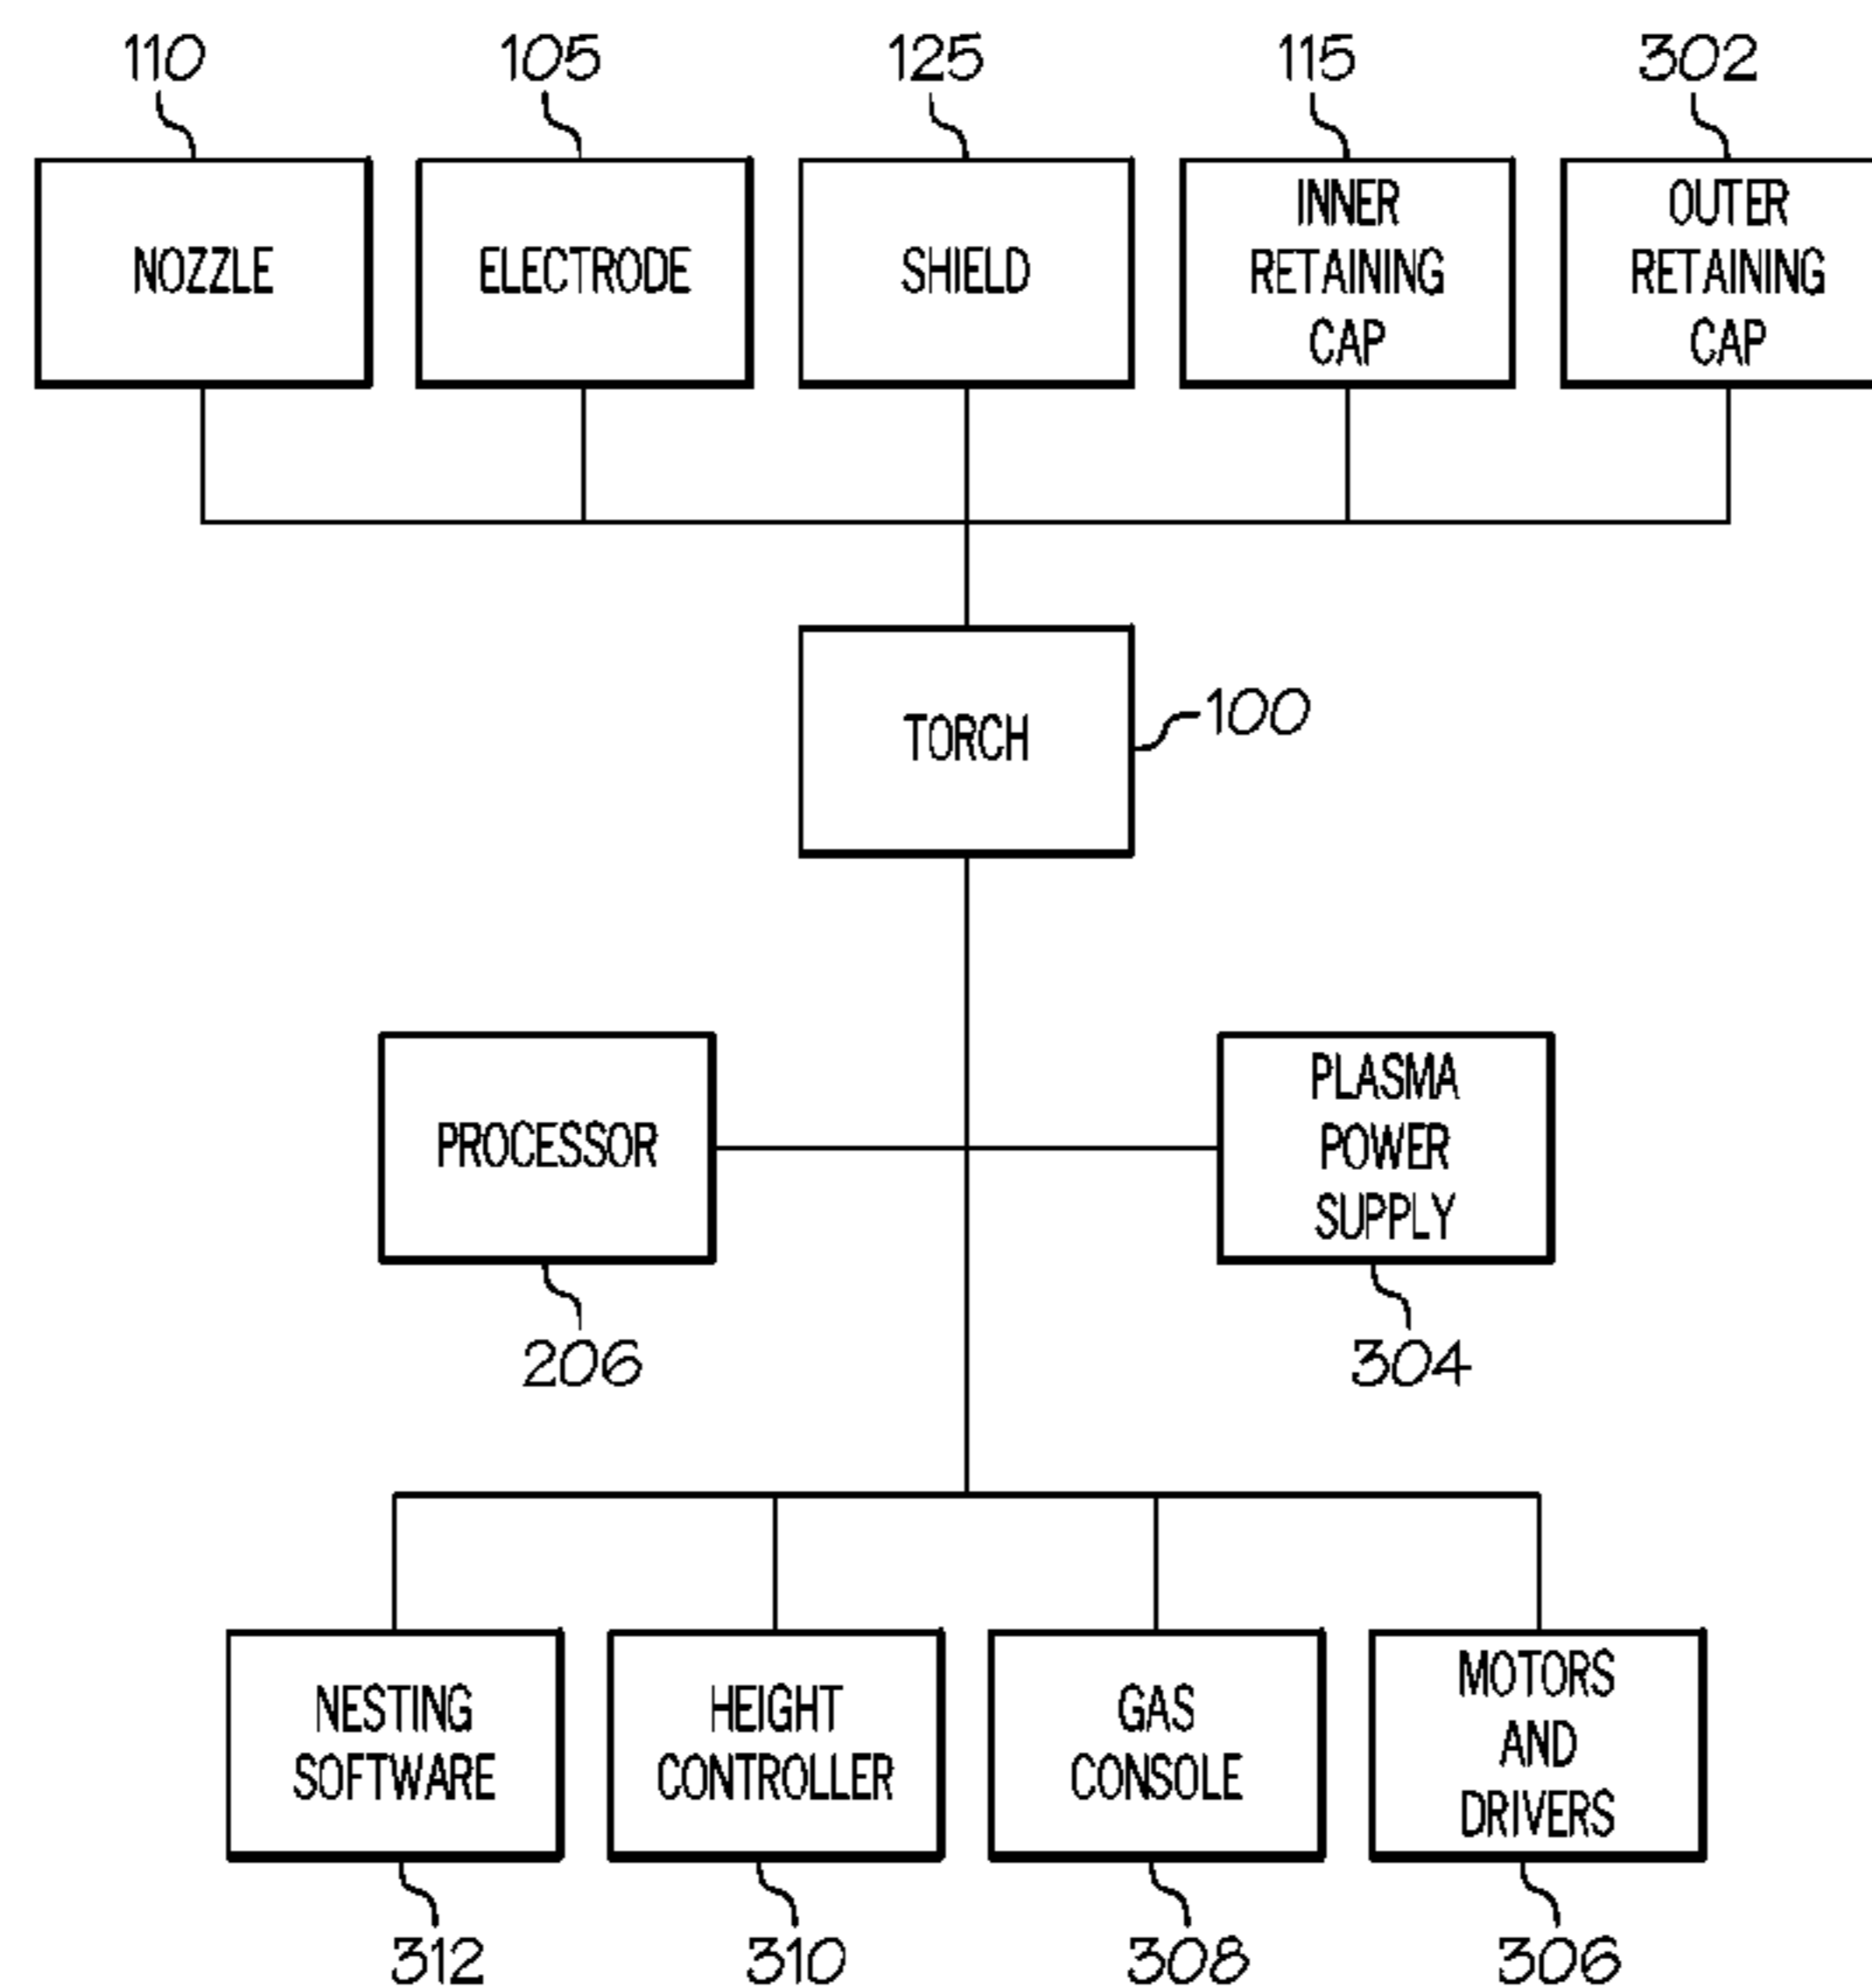 110
105
125
115
302
NOZZLE
ELECTRODE
SHIELD
INNER
RETAINING
CAP
OUTER
RETAINING
CAP
TORCH
100
PROCESSOR
PLASMA
POWER
SUPPLY
206
304
NESTING
SOFTWARE
HEIGHT
CONTROLLER
GAS
CONSOLE
MOTORS
AND
DRIVERS
312
310
308
306